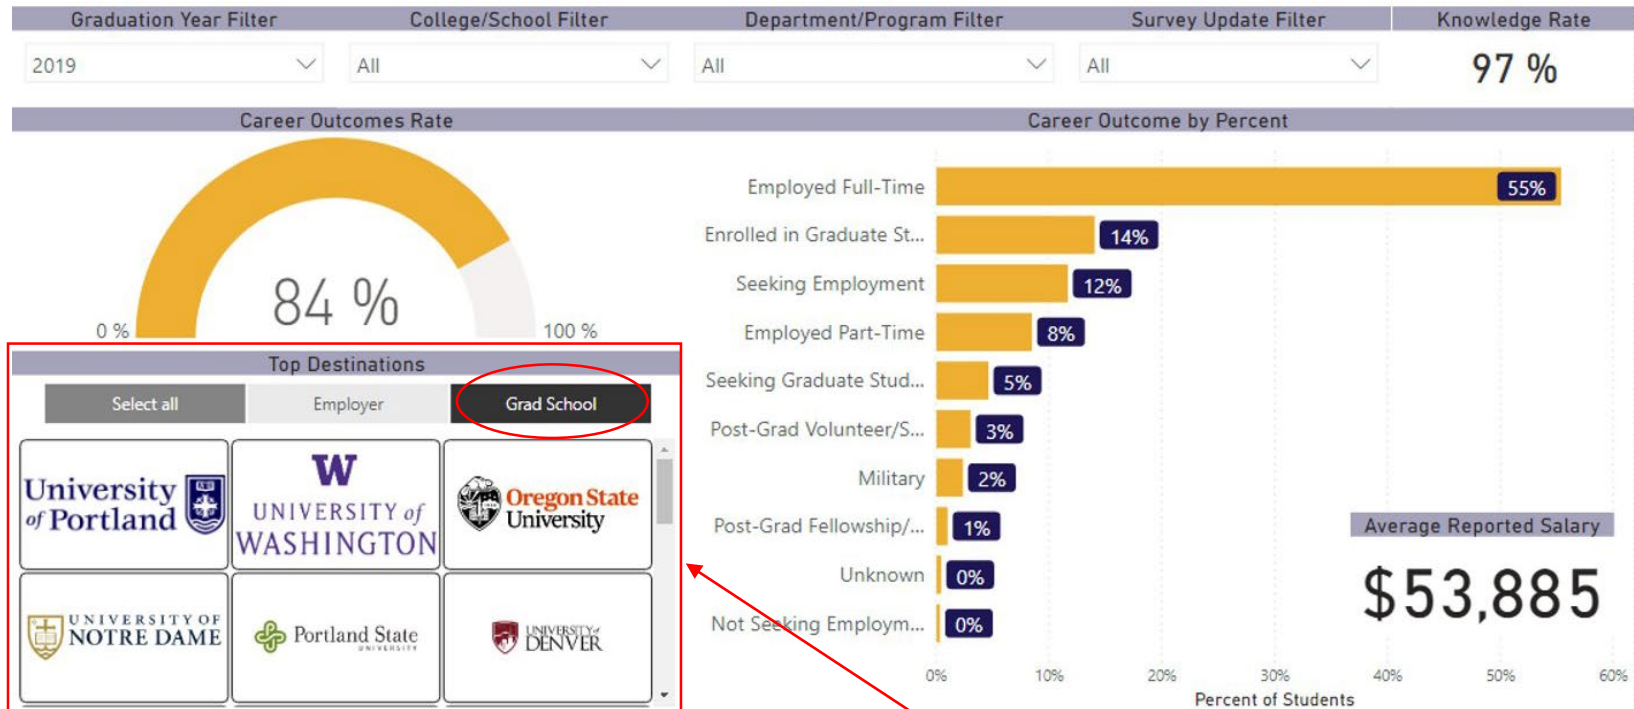 Graduation Year Filter
College/School Filter
Department/Program Filter
Survey Update Filter
Knowledge Rate
2019
All
All
All
97 %
Career Outcomes Rate
84 %
0 %
100 %
Top Destinations
Select all
Employer
Grad School
University
of Portland
W
UNIVERSITY of
WASHINGTON
Oregon State
University
UNIVERSITY OF
NOTRE DAME
Portland State
UNIVERSITY
UNIVERSITY of
DENVER
Career Outcome by Percent
Employed Full-Time
55%
Enrolled in Graduate St...
14%
Seeking Employment
12%
Employed Part-Time
8%
Seeking Graduate Stud...
5%
Post-Grad Volunteer/S...
3%
Military
2%
Post-Grad Fellowship/...
1%
Unknown
0%
Not Seeking Employm...
0%
0%
10%
20%
30%
40%
50%
60%
Percent of Students
Average Reported Salary
$53,885